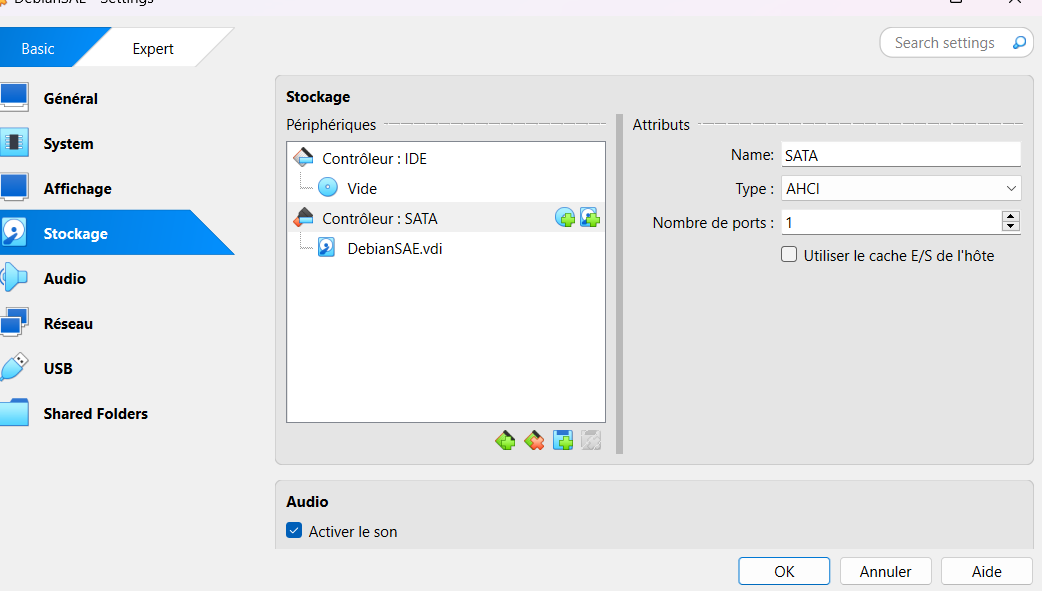 DebianSAE - Settings
Basic
Expert
Search settings
Général
System
Affichage
Stockage
Audio
Réseau
USB
Shared Folders
Stockage
Périphériques
Contrôleur : IDE
Vide
Contrôleur : SATA
DebianSAE.vdi
Attributs
Name: SATA
Type : AHCI
Nombre de ports : 1
Utiliser le cache E/S de l'hôte
Audio
Activer le son
OK
Annuler
Aide